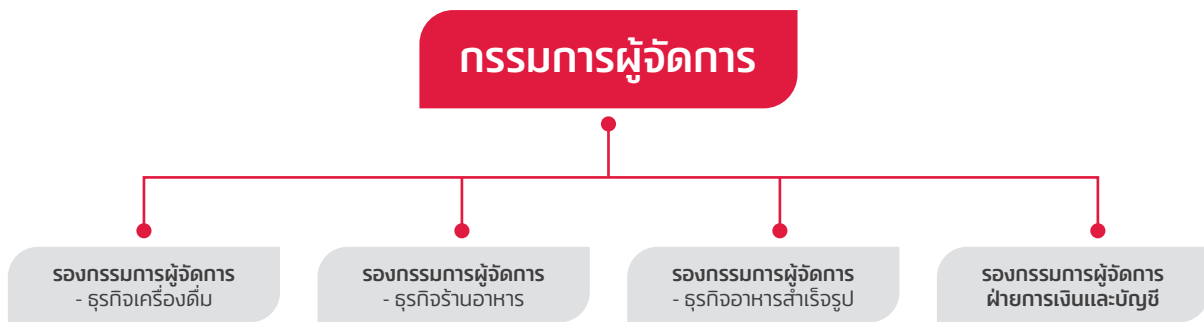 กรรมการผู้จัดการ
รองกรรมการผู้จัดการ
- ธุรกิจเครื่องดื่ม
รองกรรมการผู้จัดการ
- ธุรกิจร้านอาหาร
รองกรรมการผู้จัดการ
- ธุรกิจอาหารสำเร็จรูป
รองกรรมการผู้จัดการ
ฝ่ายการเงินและบัญชี